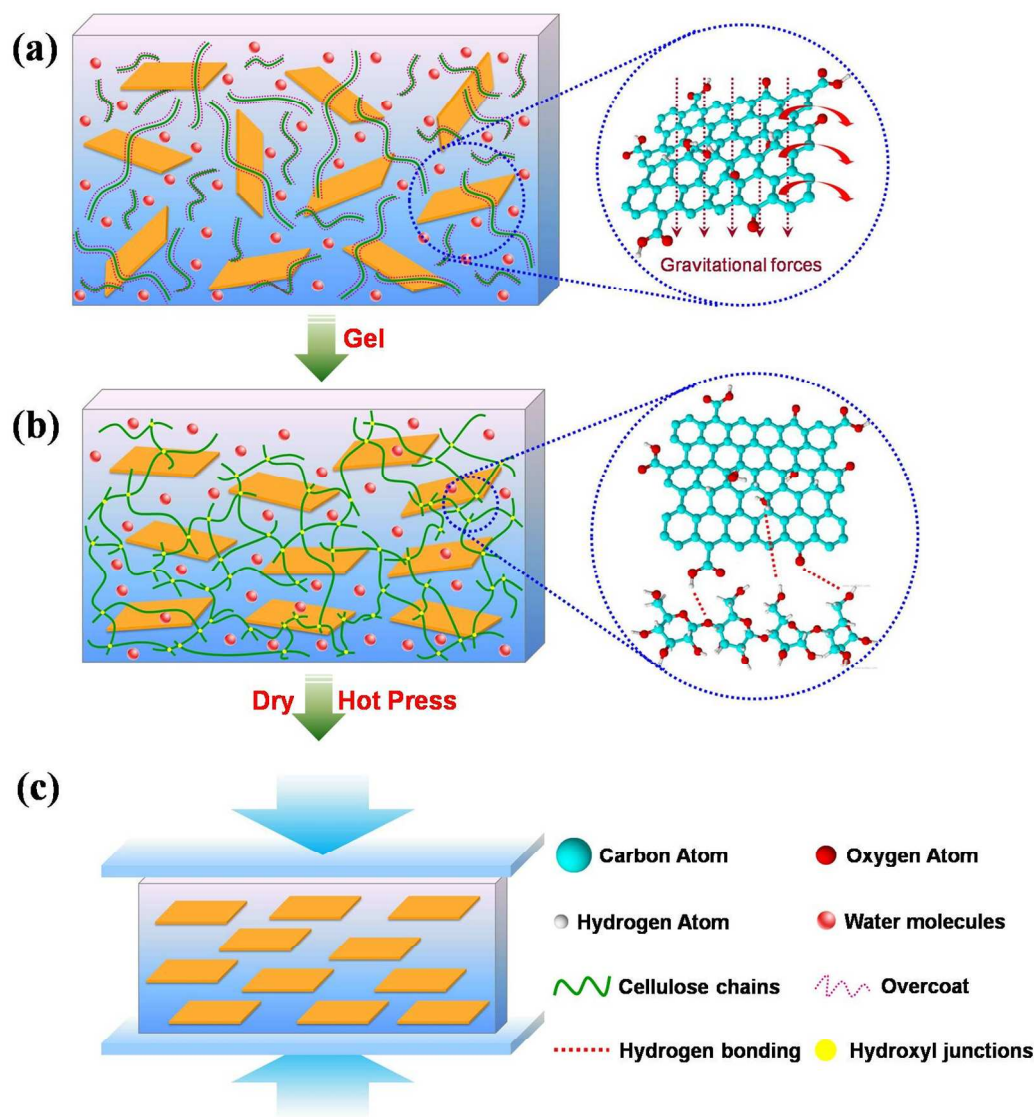 (a)
Gravitational forces
Gel
(b)
Dry Hot Press
(c)
Carbon Atom
Oxygen Atom
Hydrogen Atom
Water molecules
Cellulose chains
Overcoat
Hydrogen bonding
Hydroxyl junctions